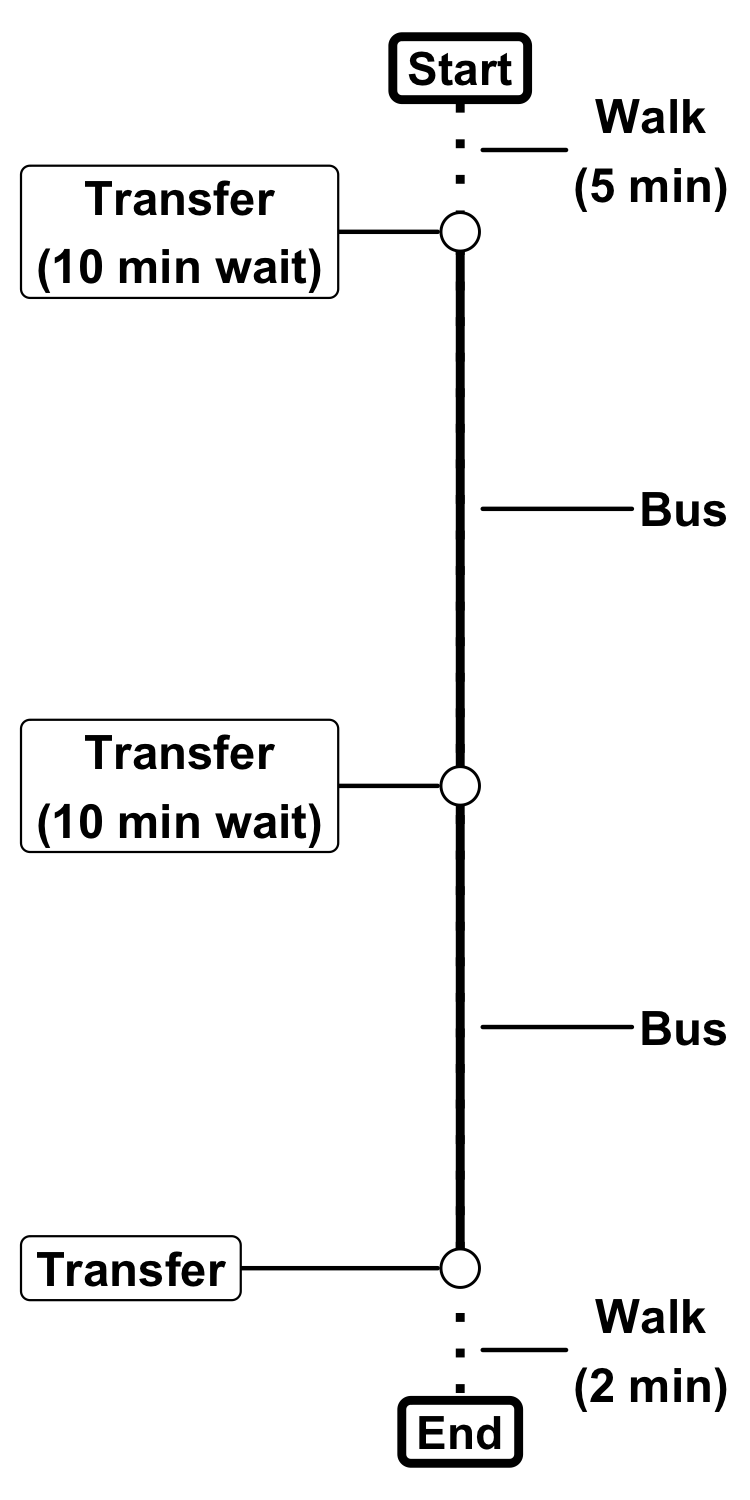 Start
Walk
(5 min)
Transfer
(10 min wait)
Bus
Transfer
(10 min wait)
Bus
Transfer
Walk
(2 min)
End